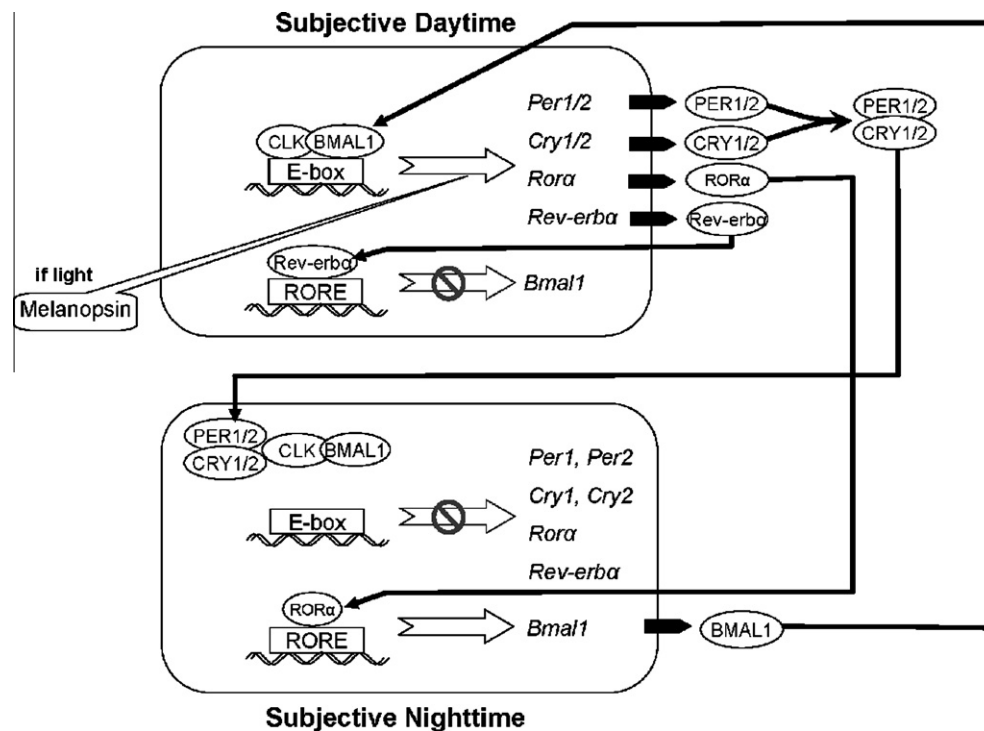 Subjective Daytime
Per1/2
PER1/2
PER1/2
CRY1/2
CLK
BMAL1
E-box
Cry1/2
CRY1/2
Rorα
RORα
Rev-erbα
Rev-erbα
if light
Melanopsin
Rev-erbα
RORE
Bmal1
PER1/2
CRY1/2
CLK
BMAL1
Per1, Per2
Cry1, Cry2
E-box
Rorα
Rev-erbα
RORα
RORE
Bmal1
BMAL1
Subjective Nighttime